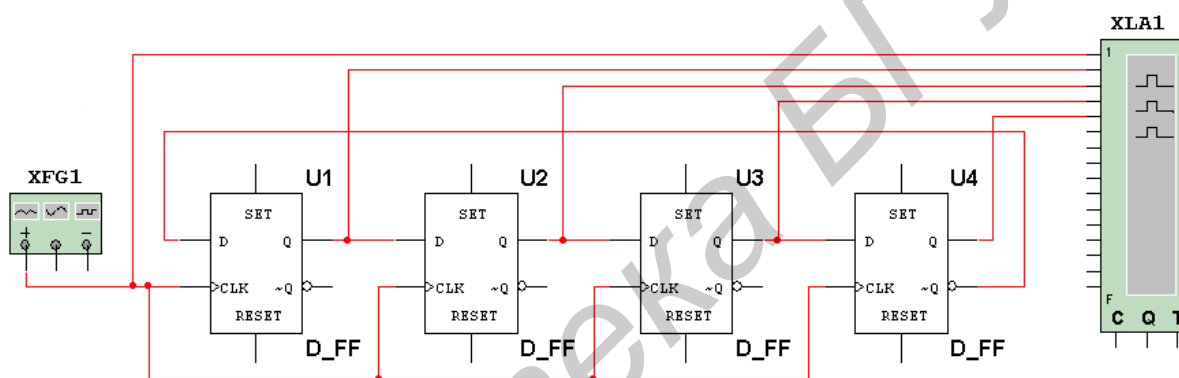 XLA1
1
XFG1
+
−
U1
U2
U3
U4
SET
SET
SET
SET
D Q
D Q
D Q
D Q
CLK ~Q
CLK ~Q
CLK ~Q
CLK ~Q
RESET
RESET
RESET
RESET
D_FF
D_FF
D_FF
D_FF
F
C Q T